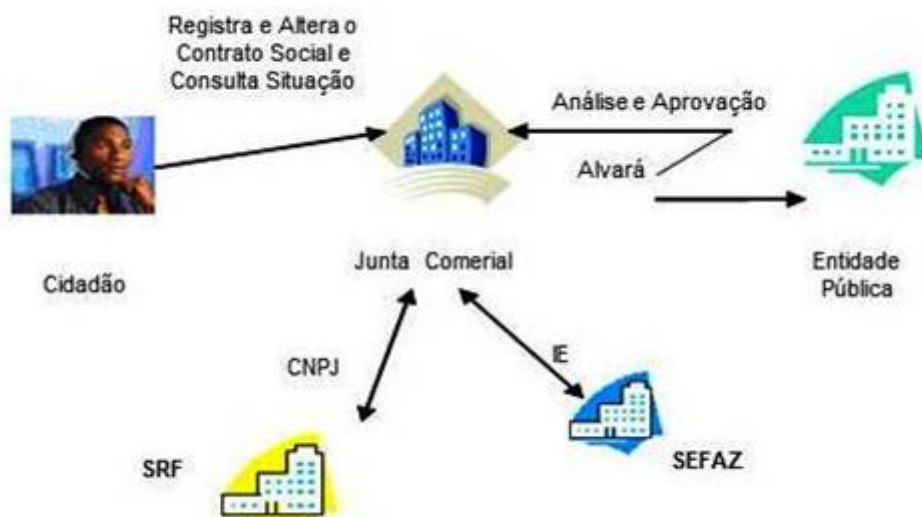 Registra e Altera o
Contrato Social e
Consulta Situação
Análise e Aprovação
Alvará
Cidadão
Junta Comerial
Entidade
Pública
CNPJ
IE
SRF
SEFAZ